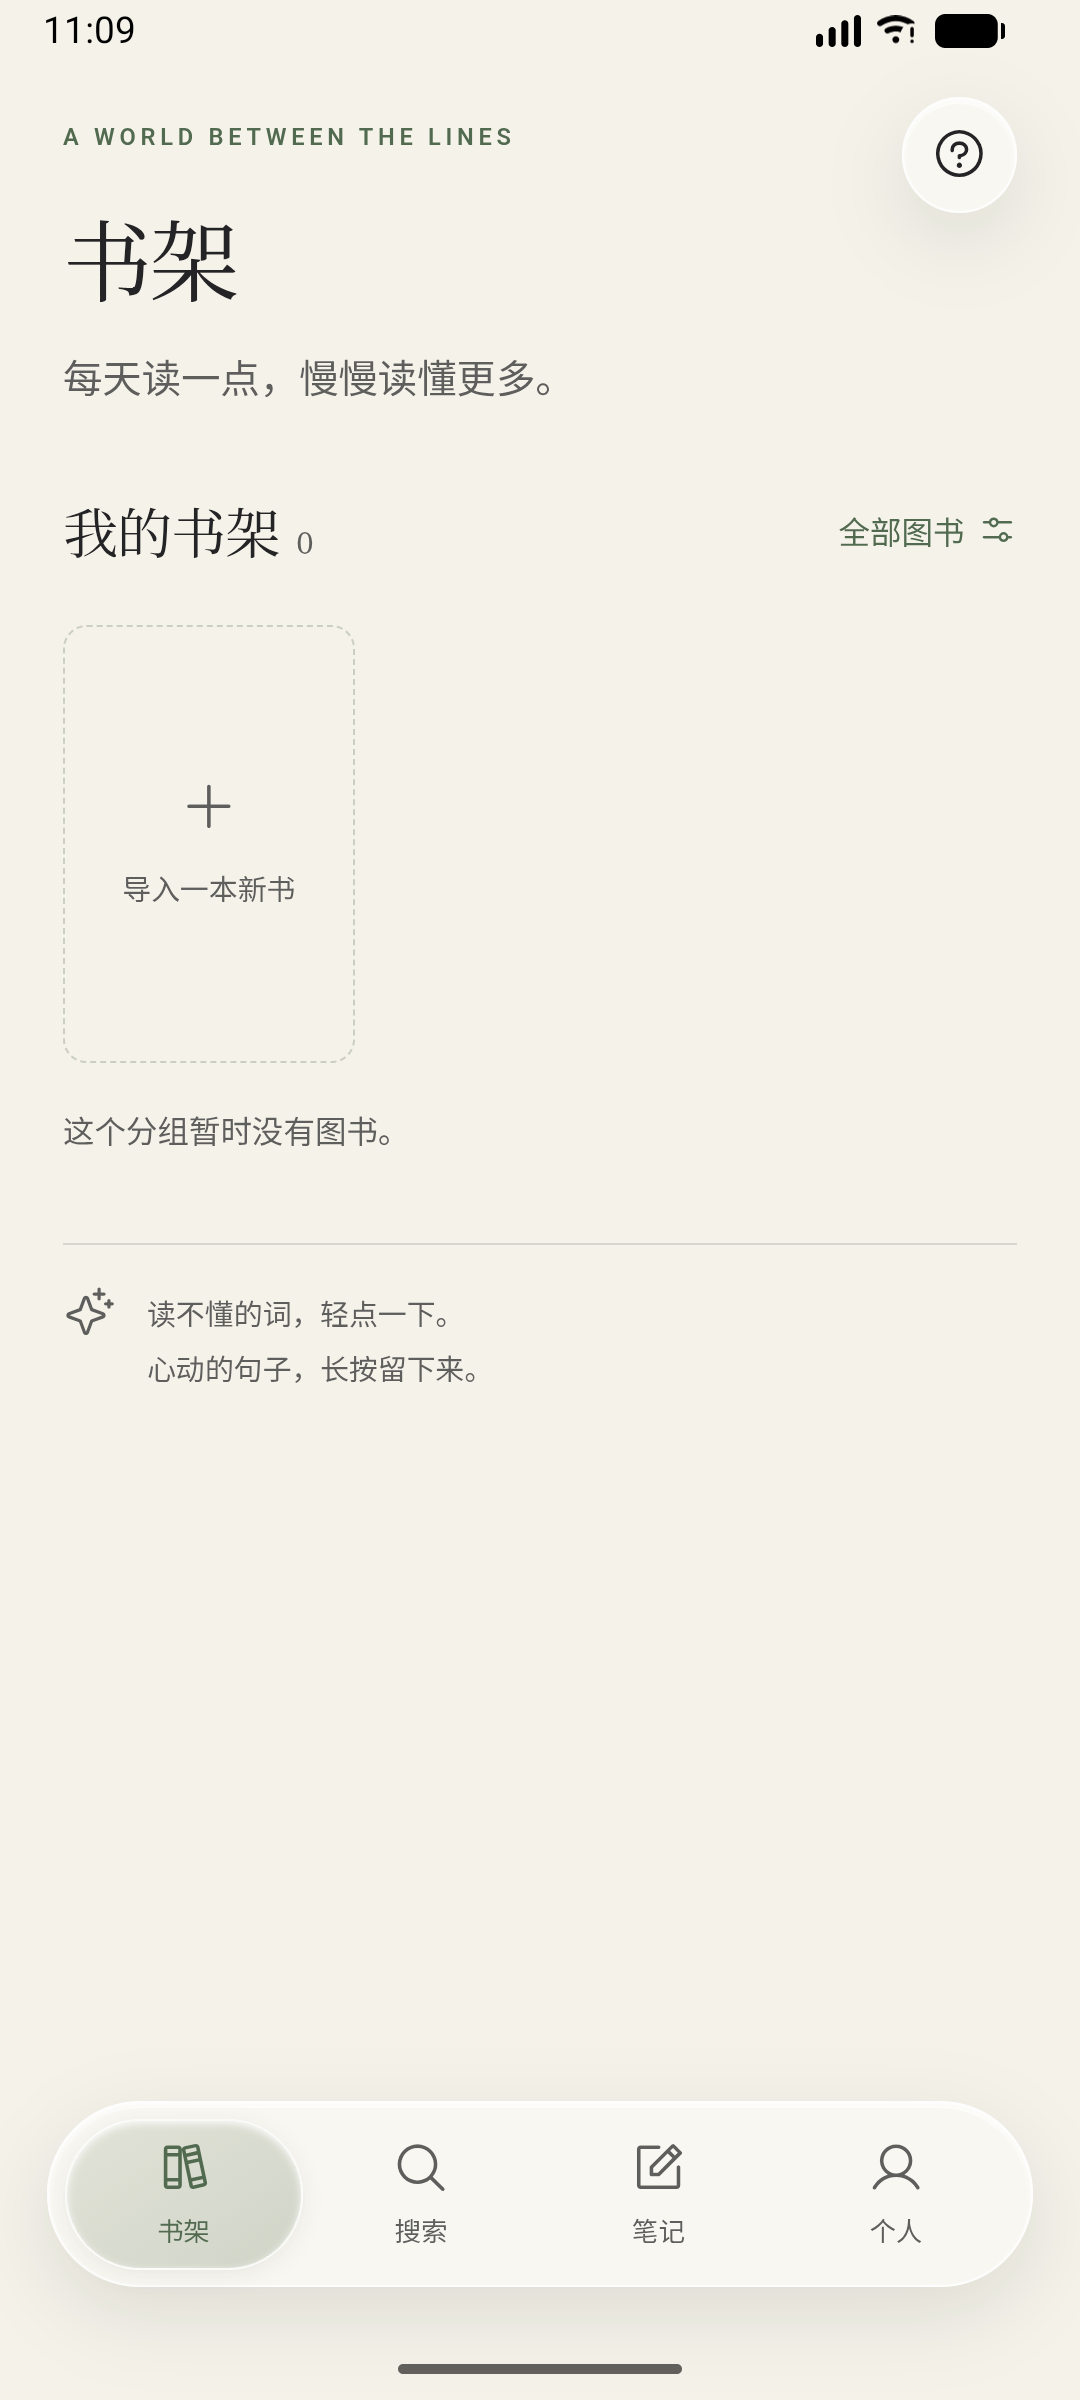 11:09
A WORLD BETWEEN THE LINES
书架
每天读一点，慢慢读懂更多。
我的书架 0
全部图书
导入一本新书
这个分组暂时没有图书。
读不懂的词，轻点一下。
心动的句子，长按留下来。
书架
搜索
笔记
个人